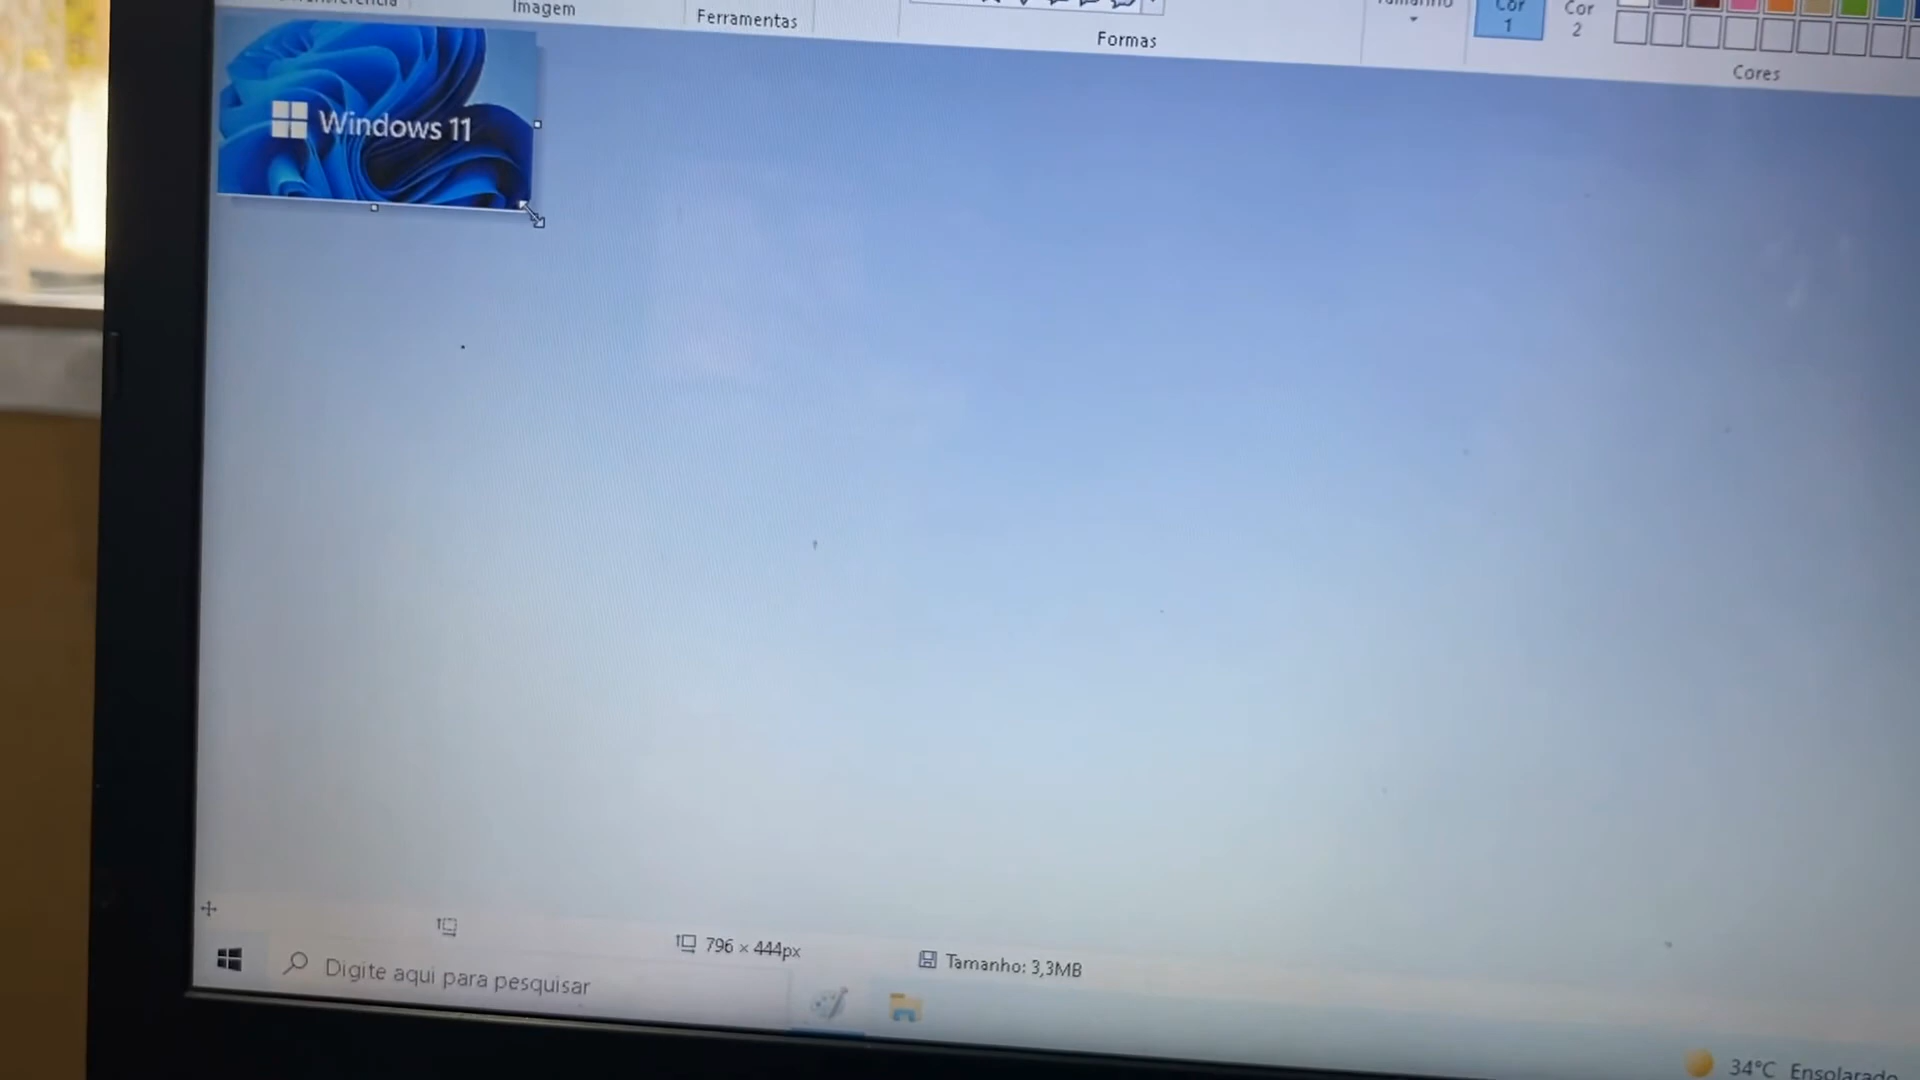 Imagem
Ferramentas
Formas
Cor
1
Cor
2
Cores
Windows 11
796 × 444px
Tamanho: 3,3MB
Digite aqui para pesquisar
34°C Ensolarado